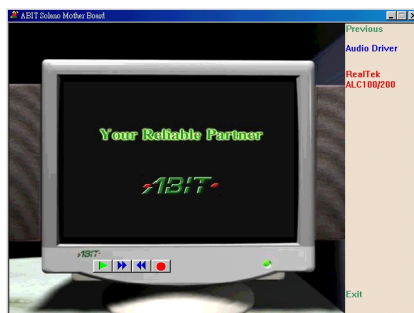 ABIT Solano Mother Board
Previous
Audio Driver
RealTek
ALC100/200
Your Reliable Partner
ABIT
ABIT
Exit